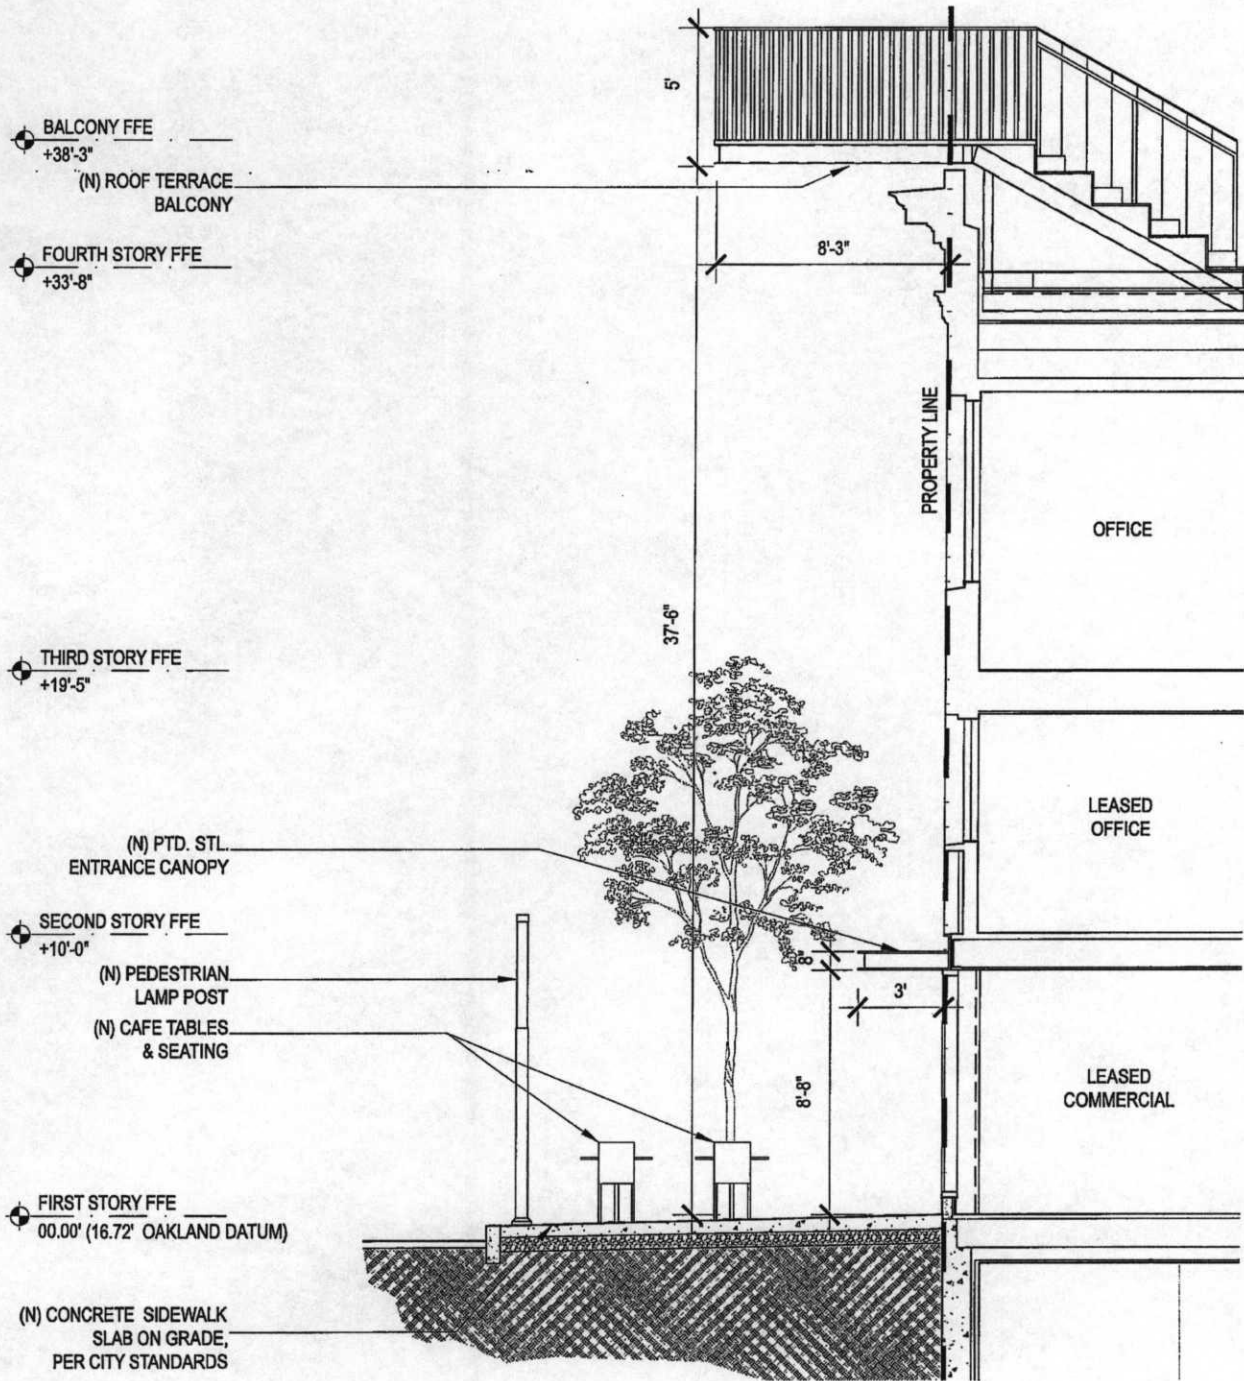 5'
BALCONY FFE
+38'-3"
(N) ROOF TERRACE
BALCONY
8'-3"
FOURTH STORY FFE
+33'-8"
PROPERTY LINE
OFFICE
37'-6"
THIRD STORY FFE
+19'-5"
LEASED
OFFICE
(N) PTD. STL.
ENTRANCE CANOPY
SECOND STORY FFE
+10'-0"
8"
(N) PEDESTRIAN
LAMP POST
3'
(N) CAFE TABLES
& SEATING
LEASED
COMMERCIAL
8'-8"
FIRST STORY FFE
00.00' (16.72' OAKLAND DATUM)
(N) CONCRETE SIDEWALK
SLAB ON GRADE,
PER CITY STANDARDS